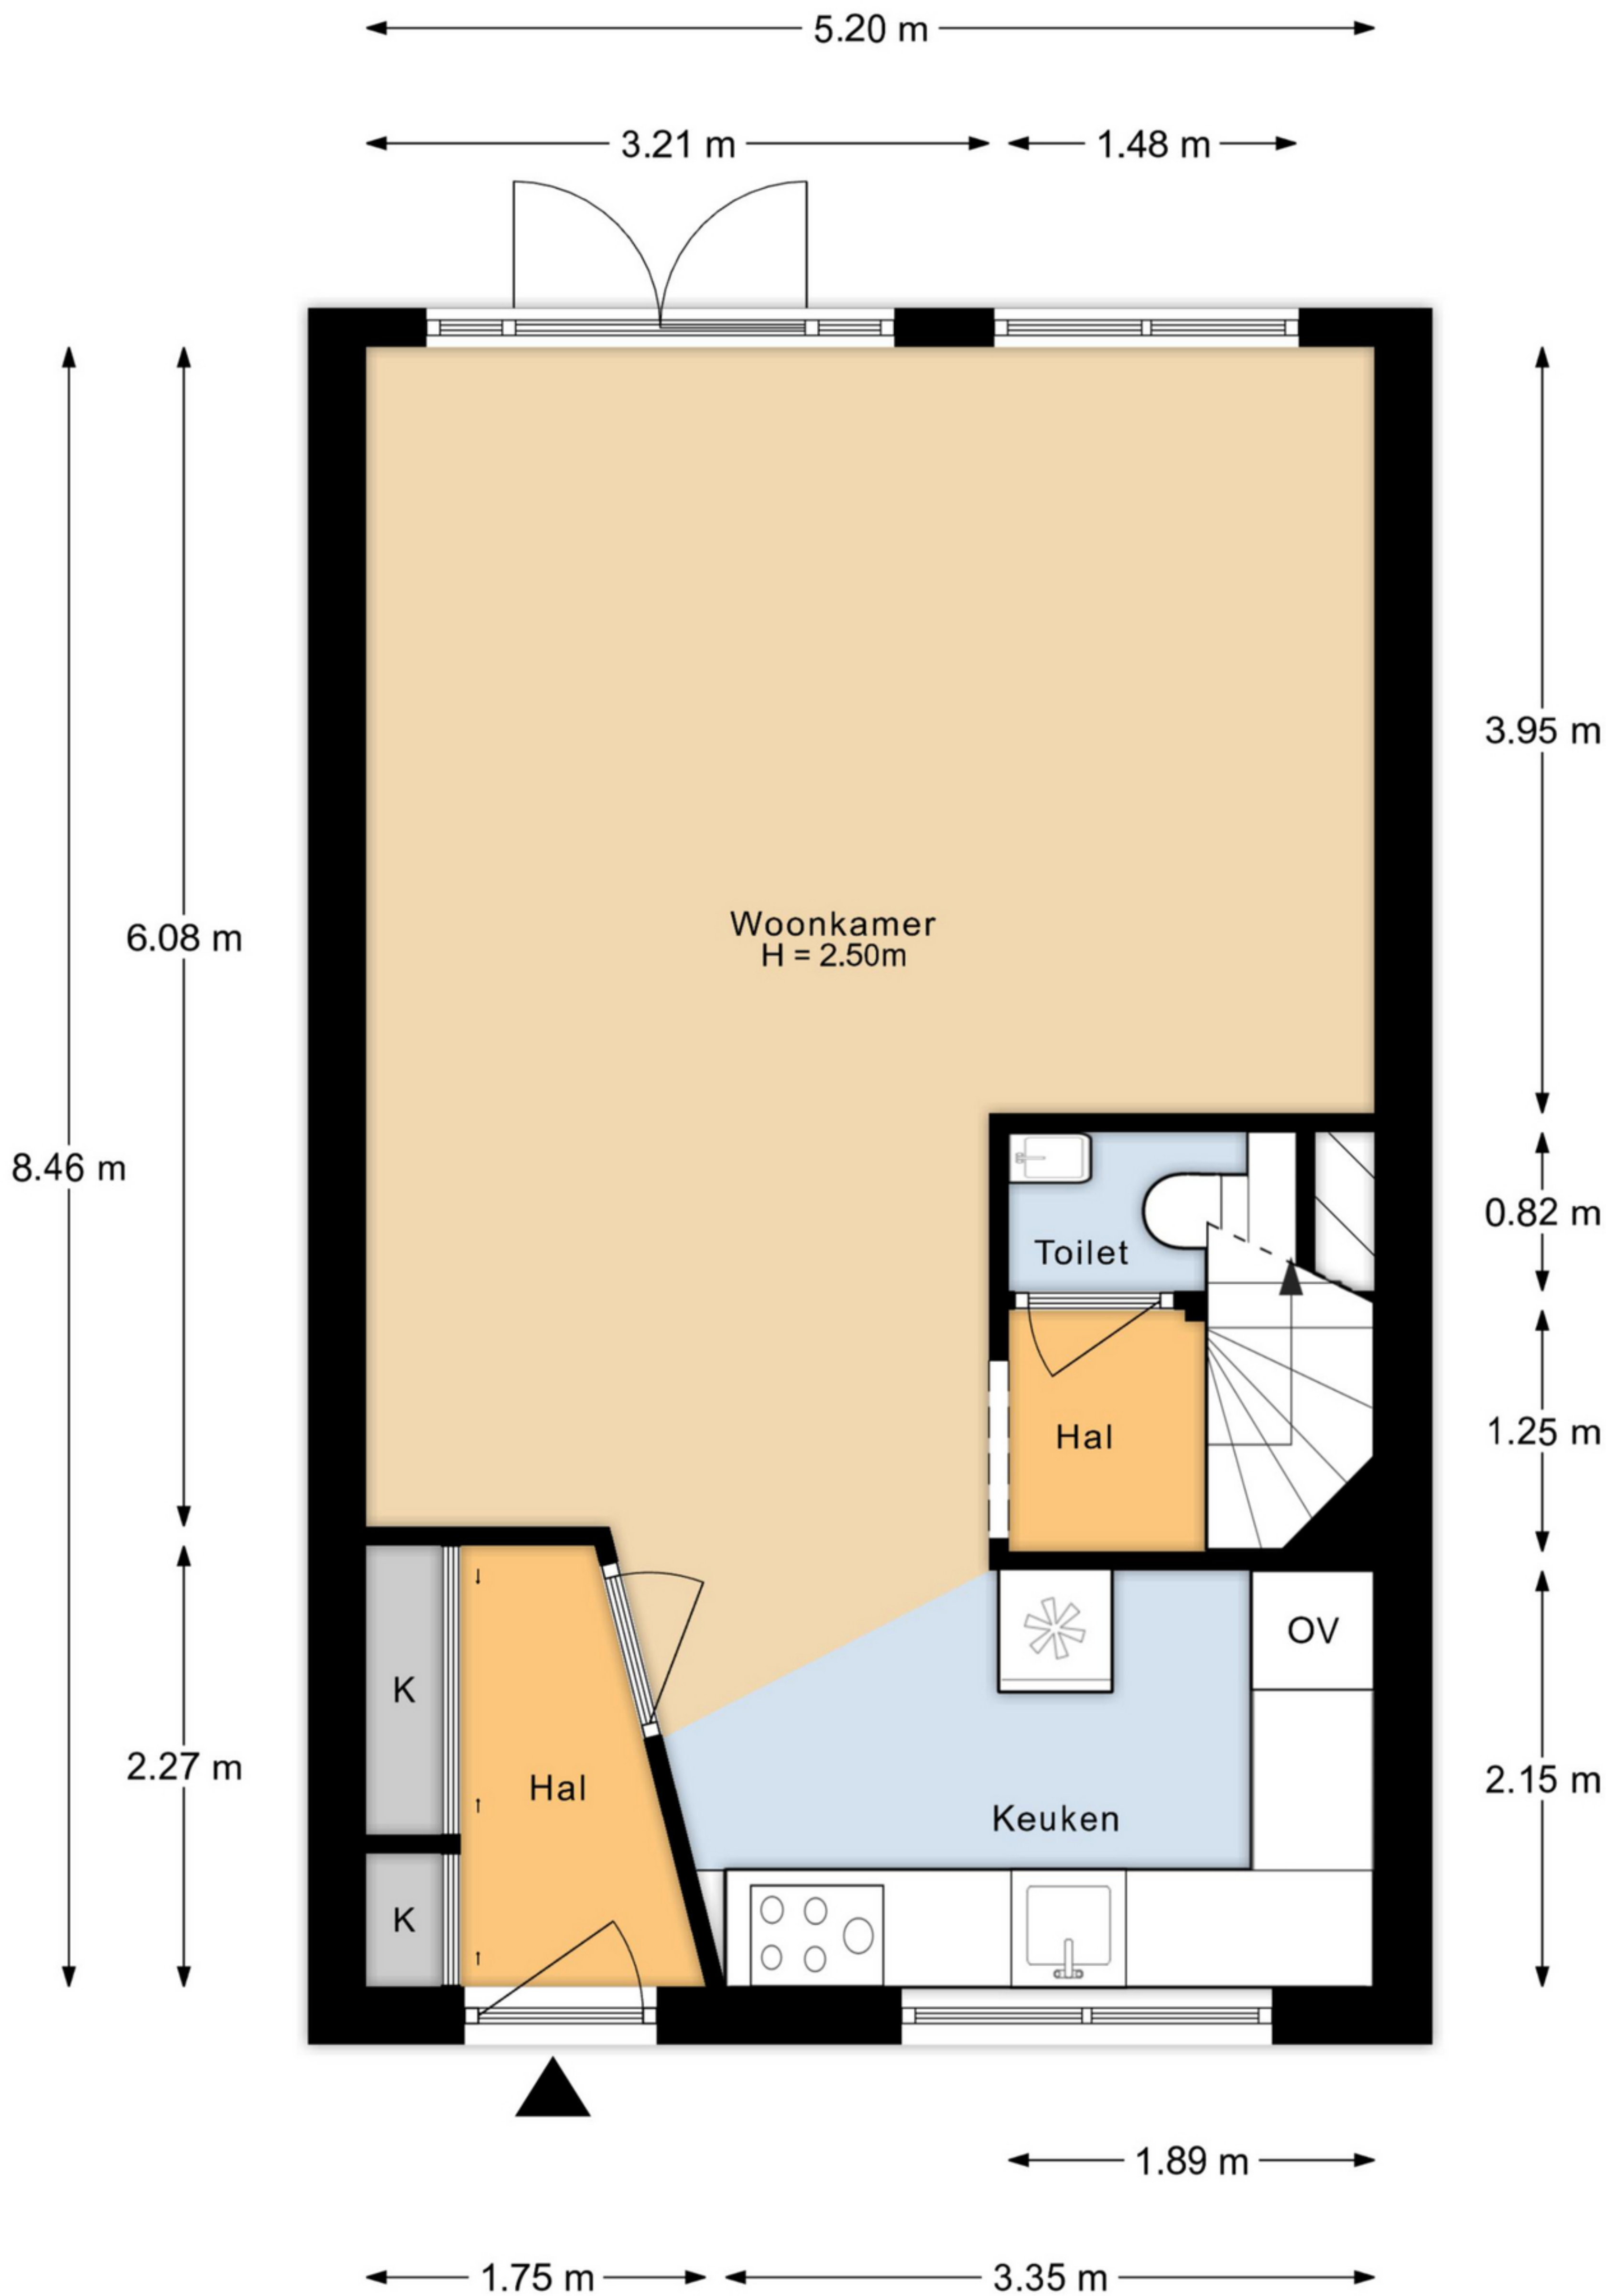 5.20 m
3.21 m
1.48 m
3.95 m
Woonkamer
H = 2.50m
6.08 m
8.46 m
0.82 m
Toilet
1.25 m
Hal
OV
K
2.27 m
Hal
2.15 m
Keuken
K
1.89 m
1.75 m
3.35 m